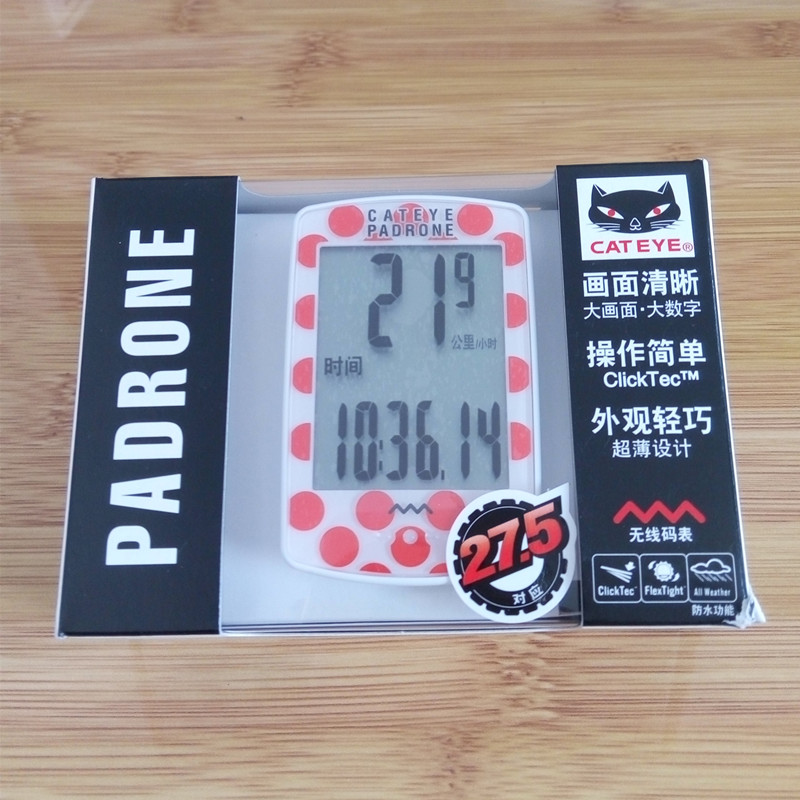 PADRONE
CATEYE
PADRONE
21 9
公里/小时
时间
10:36.14
27.5
对应
CATEYE®
画面清晰
大画面·大数字
操作简单
ClickTec™
外观轻巧
超薄设计
无线码表
ClickTec™
FlexTight™
All Weather
防水功能